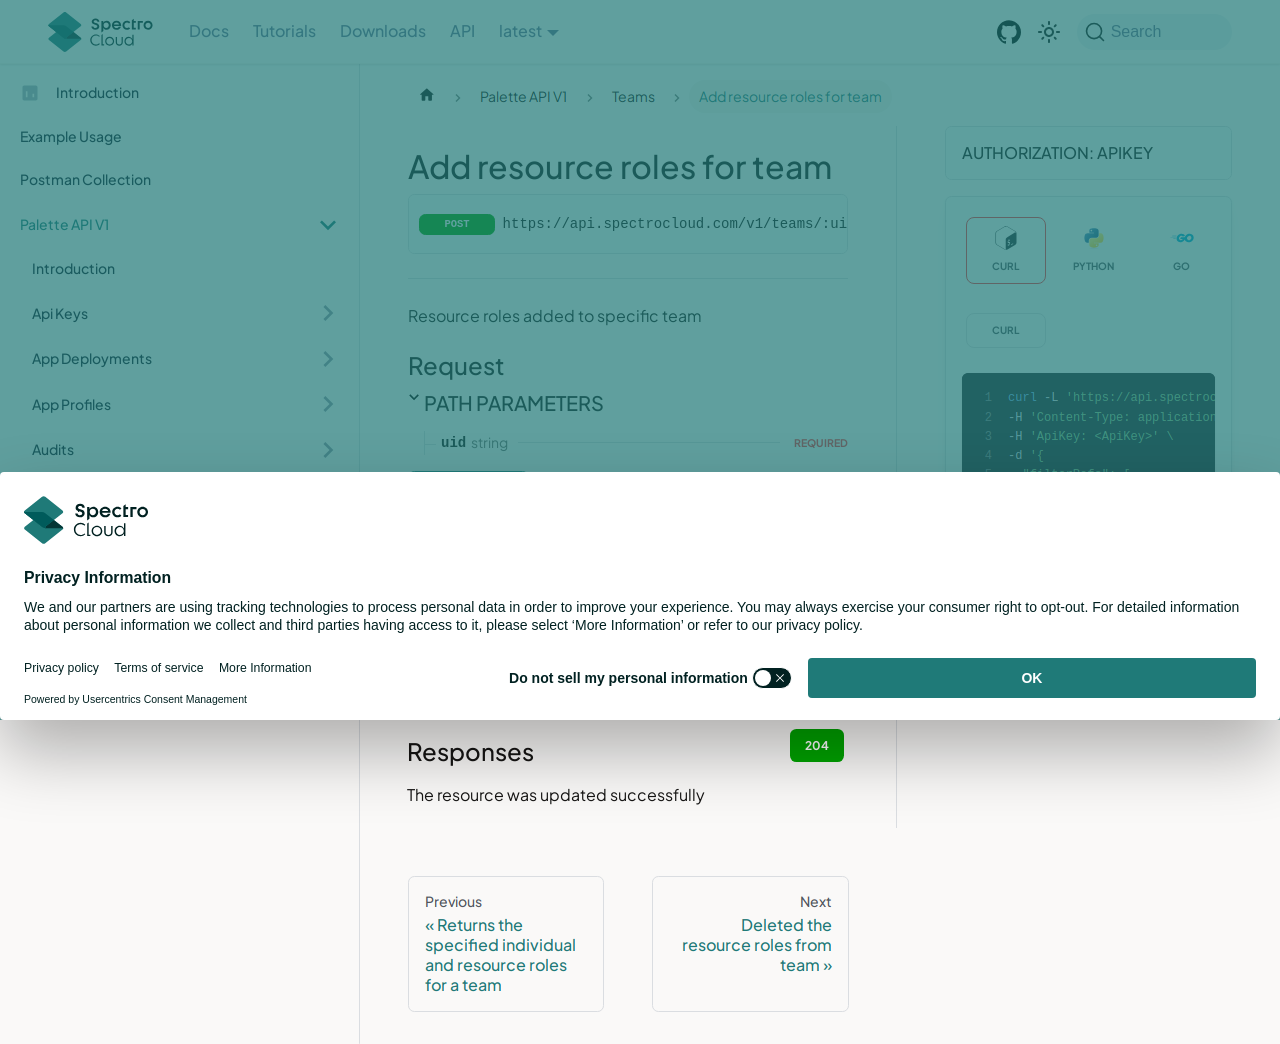 Spectro
Cloud
Docs
Tutorials
Downloads
API
latest
Search
Introduction
Example Usage
Postman Collection
Palette API V1
Introduction
Api Keys
App Deployments
App Profiles
Audits
Palette API V1
Teams
Add resource roles for team
Add resource roles for team
POST https://api.spectrocloud.com/v1/teams/:ui
Resource roles added to specific team
Request
PATH PARAMETERS
uid string REQUIRED
AUTHORIZATION: APIKEY
CURL
PYTHON
GO
CURL
1 curl -L 'https://api.spectroc
2 -H 'Content-Type: application
3 -H 'ApiKey: <ApiKey>' \
4 -d '{
Spectro
Cloud
Privacy Information
We and our partners are using tracking technologies to process personal data in order to improve your experience. You may always exercise your consumer right to opt-out. For detailed information
about personal information we collect and third parties having access to it, please select ‘More Information’ or refer to our privacy policy.
Privacy policy
Terms of service
More Information
Powered by Usercentrics Consent Management
Do not sell my personal information
OK
Responses
204
The resource was updated successfully
Previous
« Returns the
specified individual
and resource roles
for a team
Next
Deleted the
resource roles from
team »